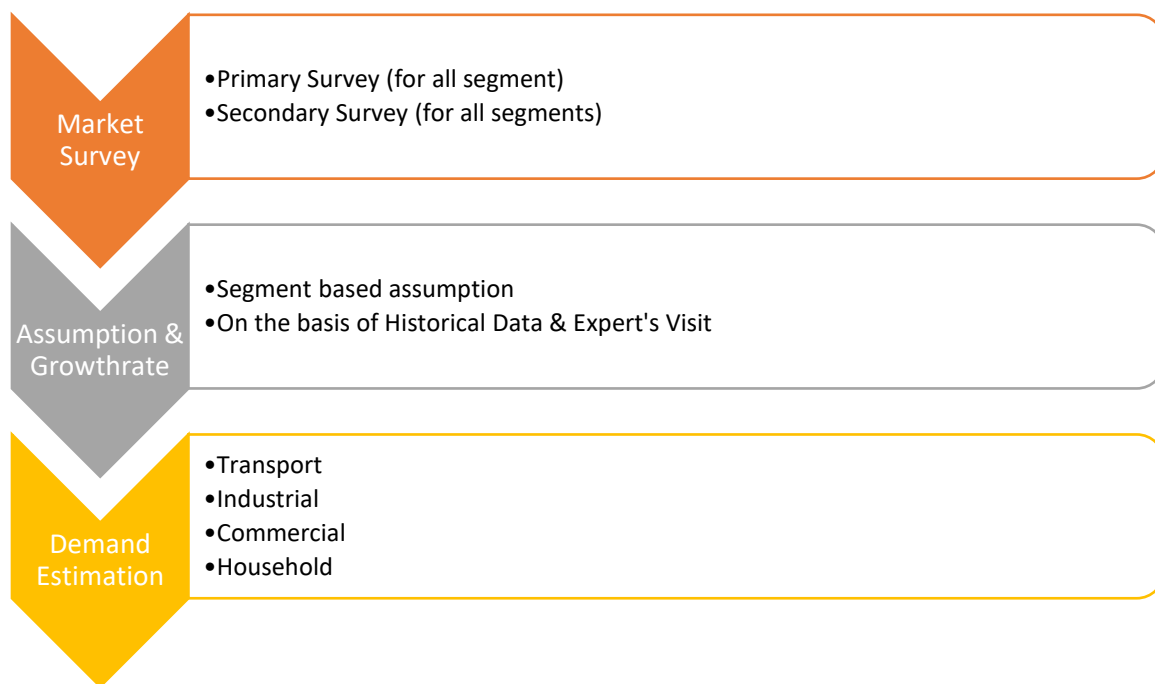 Market
Survey
•Primary Survey (for all segment)
•Secondary Survey (for all segments)
Assumption &
Growthrate
•Segment based assumption
•On the basis of Historical Data & Expert's Visit
Demand
Estimation
•Transport
•Industrial
•Commercial
•Household